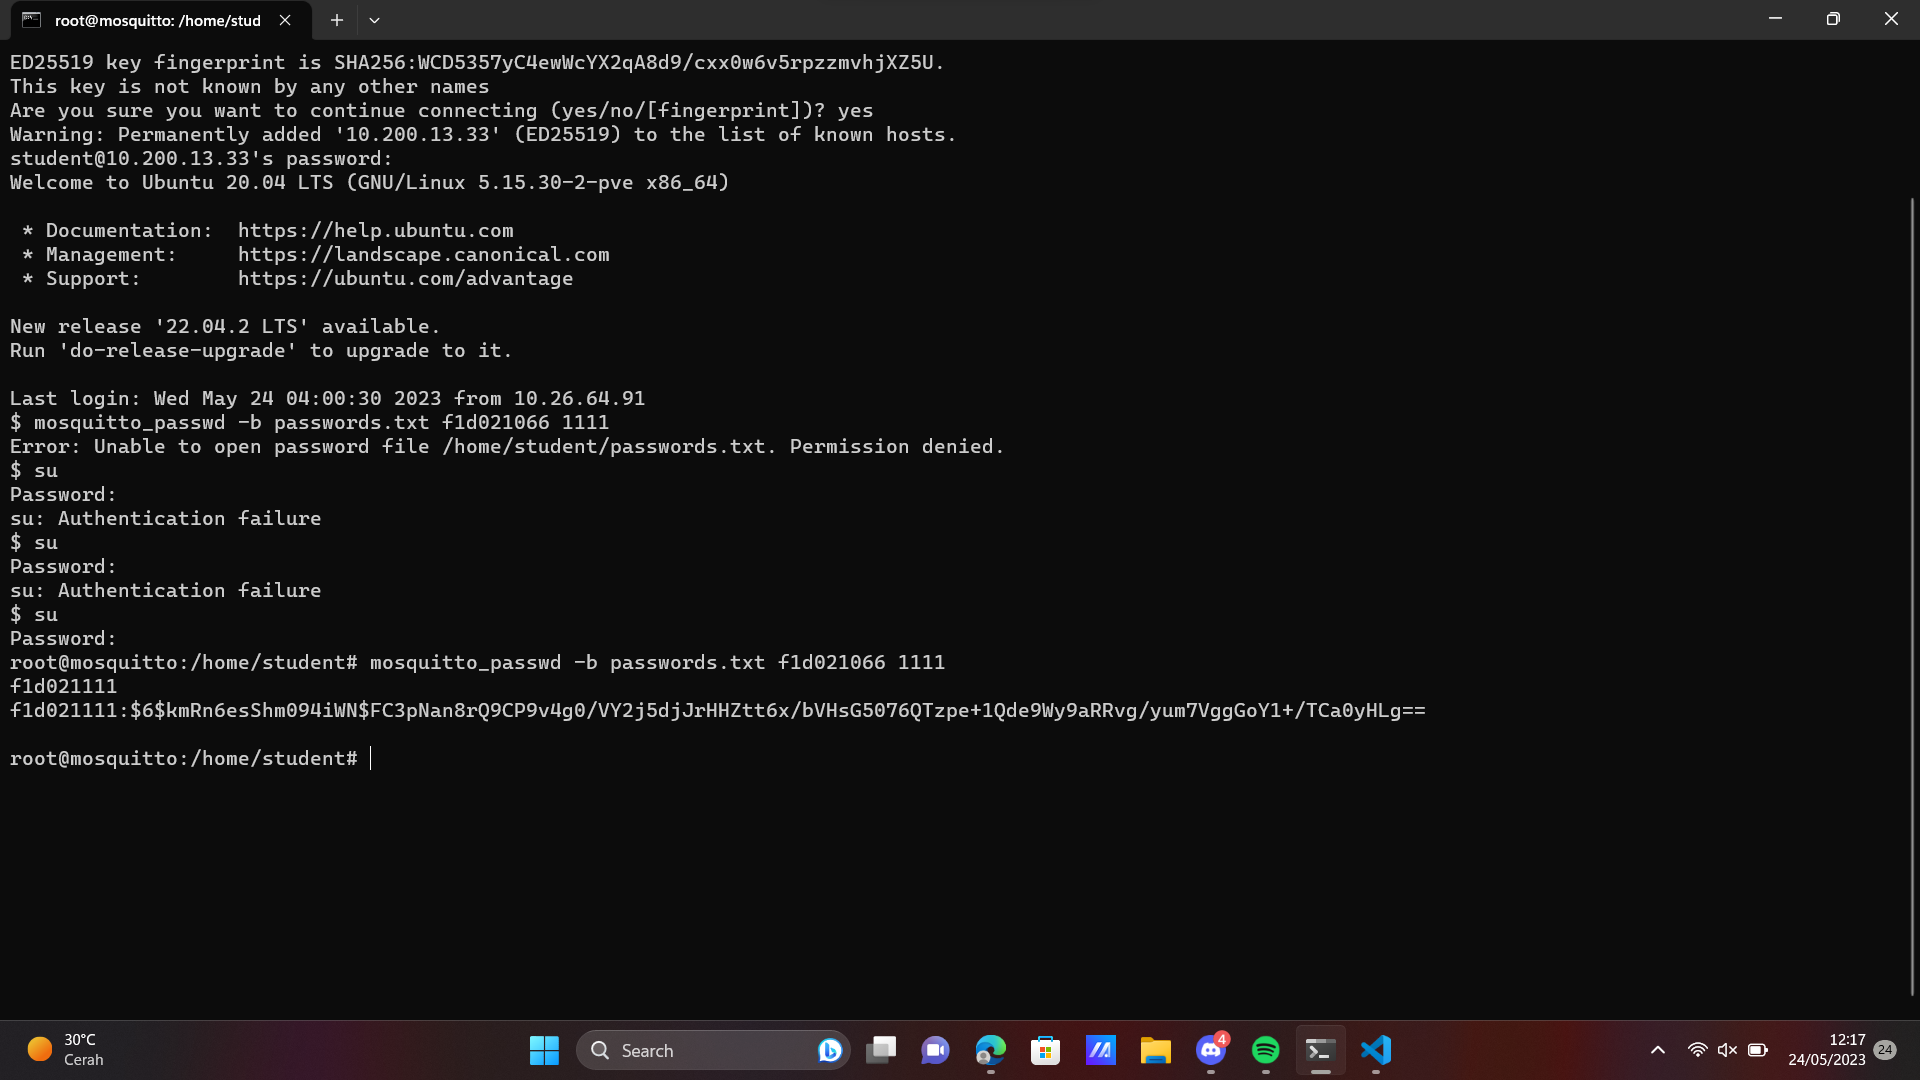 root@mosquitto: /home/stud
ED25519 key fingerprint is SHA256:WCD5357yC4ewWcYX2qA8d9/cxx0w6v5rpzzmvhjXZ5U.
This key is not known by any other names
Are you sure you want to continue connecting (yes/no/[fingerprint])? yes
Warning: Permanently added '10.200.13.33' (ED25519) to the list of known hosts.
student@10.200.13.33's password:
Welcome to Ubuntu 20.04 LTS (GNU/Linux 5.15.30-2-pve x86_64)
* Documentation:  https://help.ubuntu.com
* Management:     https://landscape.canonical.com
* Support:        https://ubuntu.com/advantage
New release '22.04.2 LTS' available.
Run 'do-release-upgrade' to upgrade to it.
Last login: Wed May 24 04:00:30 2023 from 10.26.64.91
$ mosquitto_passwd -b passwords.txt f1d021066 1111
Error: Unable to open password file /home/student/passwords.txt. Permission denied.
$ su
Password:
su: Authentication failure
$ su
Password:
su: Authentication failure
$ su
Password:
root@mosquitto:/home/student# mosquitto_passwd -b passwords.txt f1d021066 1111
f1d021111
f1d021111:$6$kmRn6esShm094iWN$FC3pNan8rQ9CP9v4g0/VY2j5djJrHHZtt6x/bVHsG5076QTzpe+1Qde9Wy9aRRvg/yum7VggGoY1+/TCa0yHLg==
root@mosquitto:/home/student#
30°C
Cerah
Search
4
12:17
24/05/2023
24